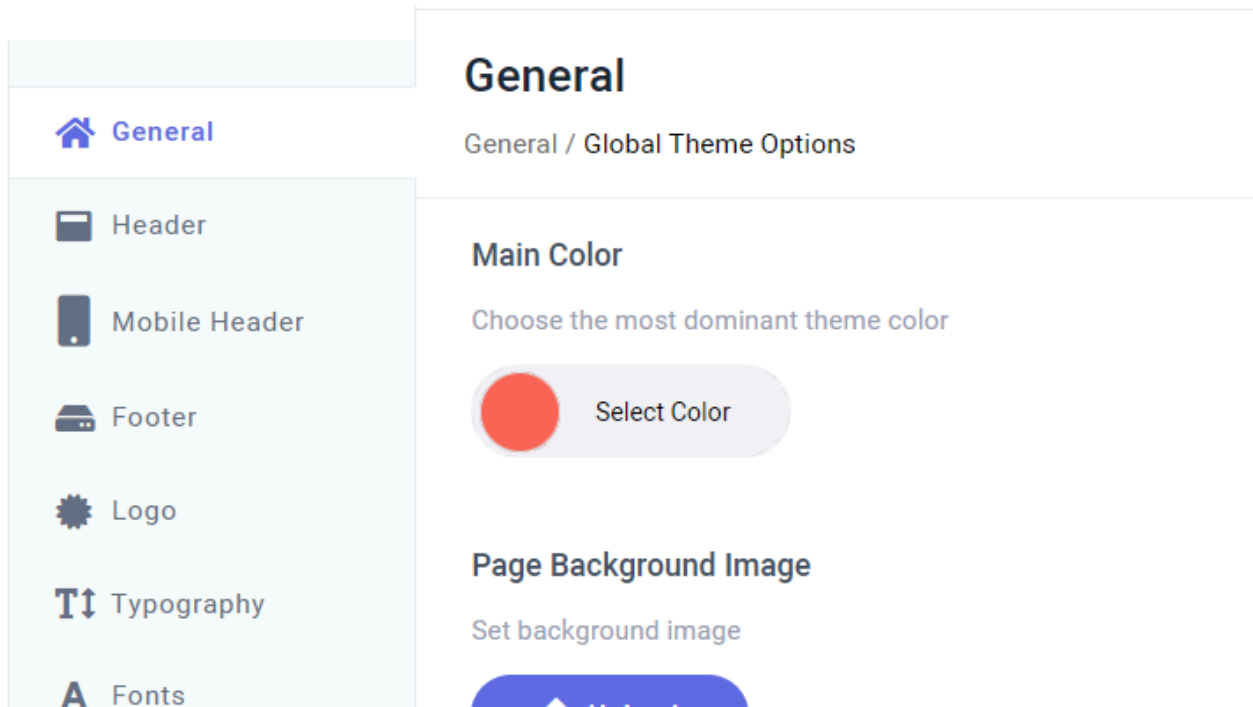 General
Header
Mobile Header
Footer
Logo
Typography
Fonts
General
General / Global Theme Options
Main Color
Choose the most dominant theme color
Select Color
Page Background Image
Set background image